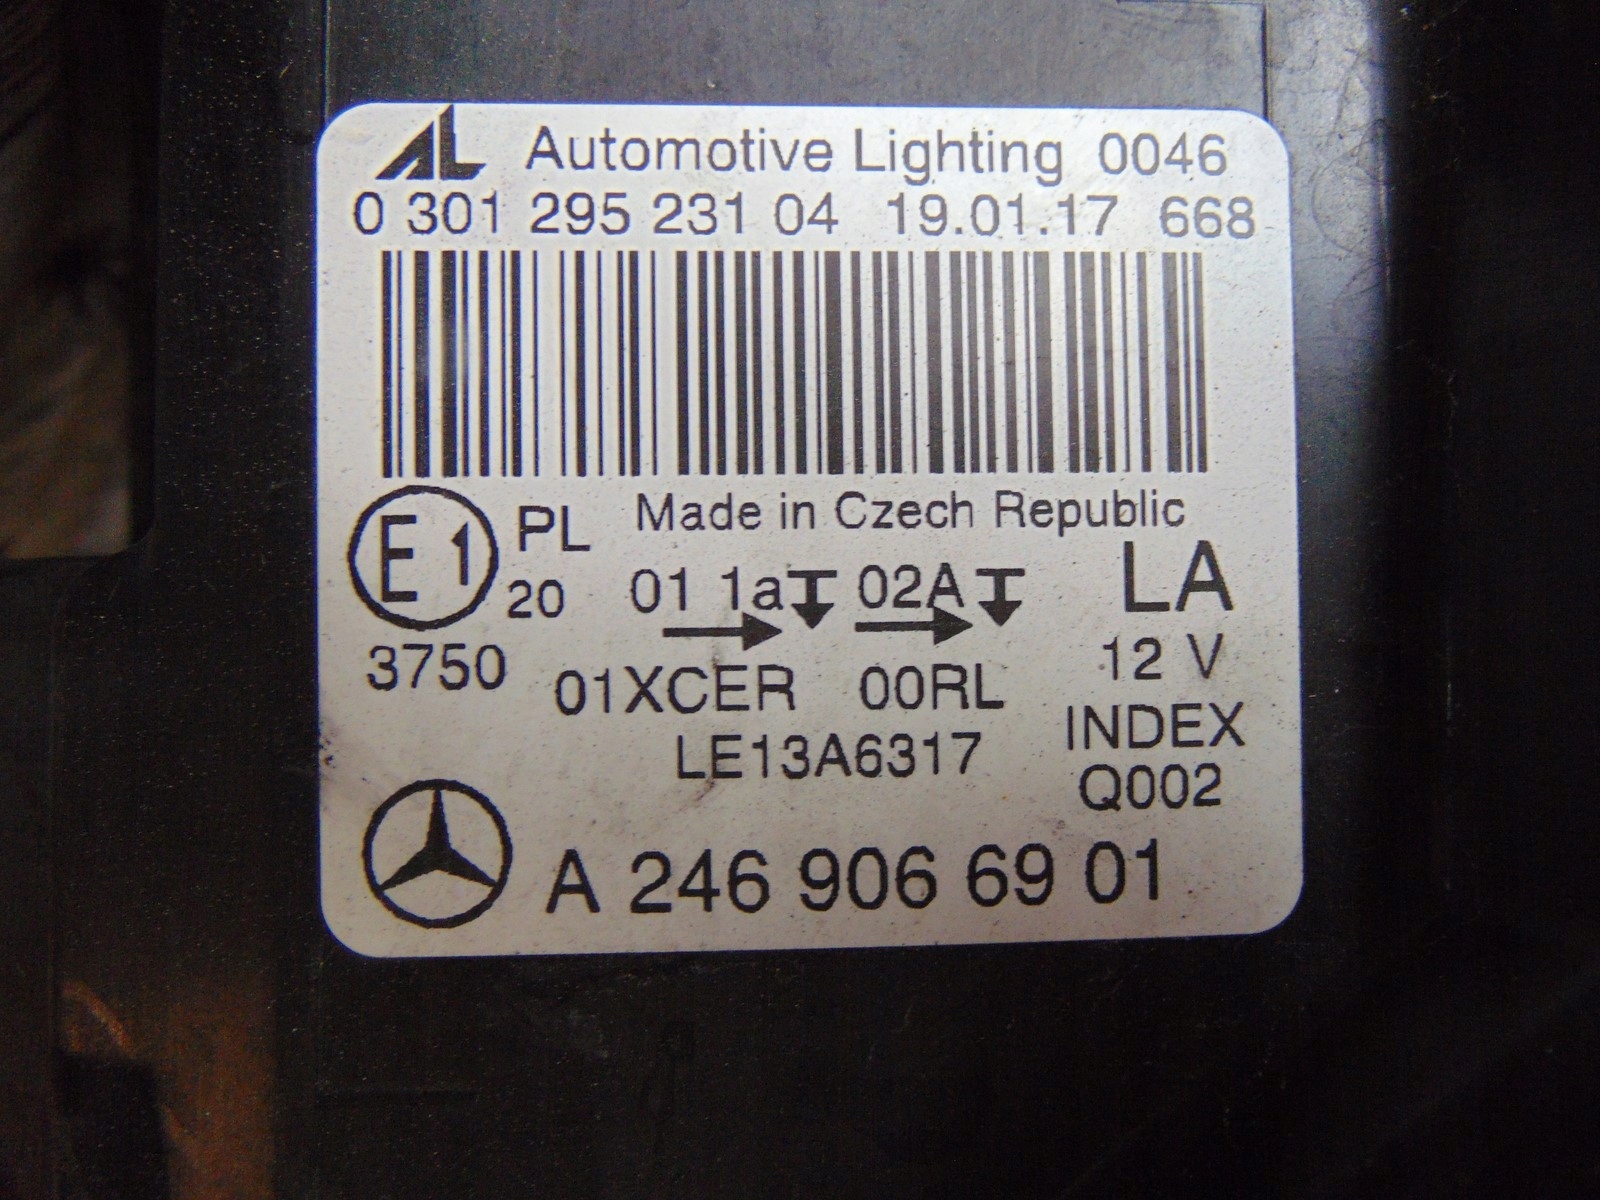 AL Automotive Lighting 0046
0 301 295 231 04 19.01.17 668
Made in Czech Republic
E1 PL
20
01 1a 02A LA
3750
12 V
01XCER 00RL
INDEX
LE13A6317
Q002
A 246 906 69 01